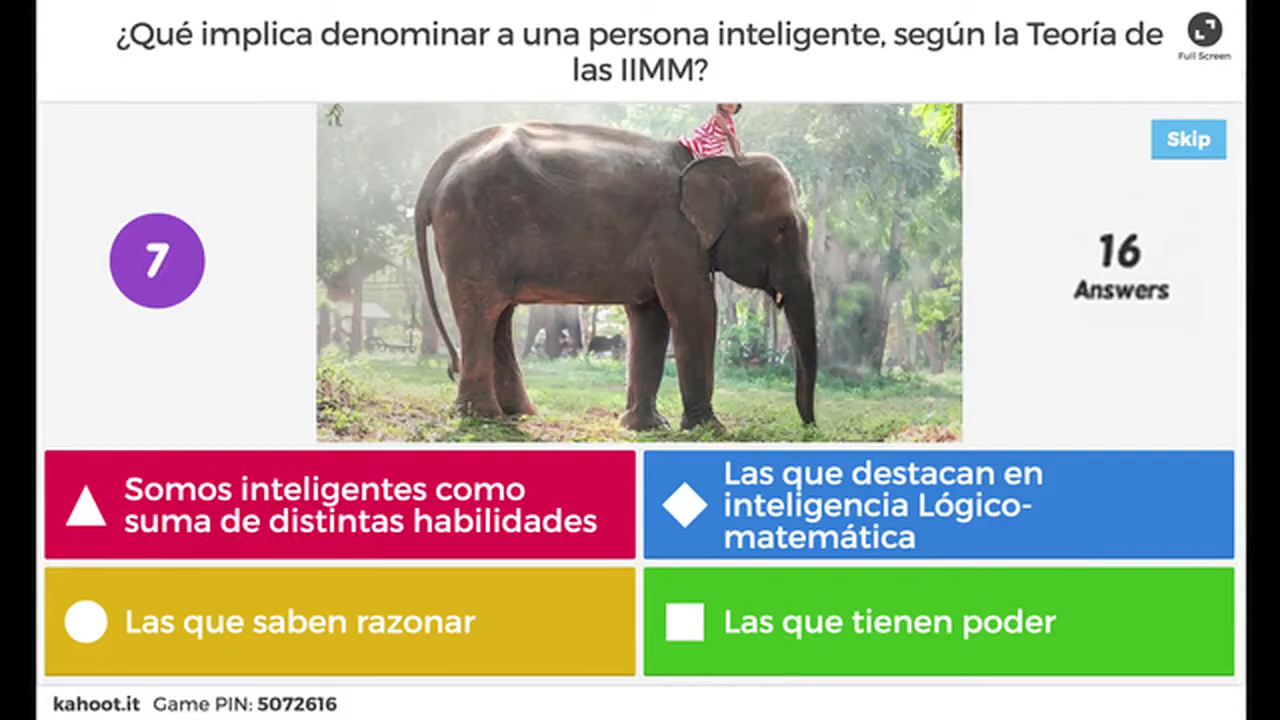 ¿Qué implica denominar a una persona inteligente, según la Teoría de
las IIMM?
Full Screen
Skip
7
16
Answers
Somos inteligentes como
suma de distintas habilidades
Las que destacan en
inteligencia Lógico-
matemática
Las que saben razonar
Las que tienen poder
kahoot.it Game PIN: 5072616